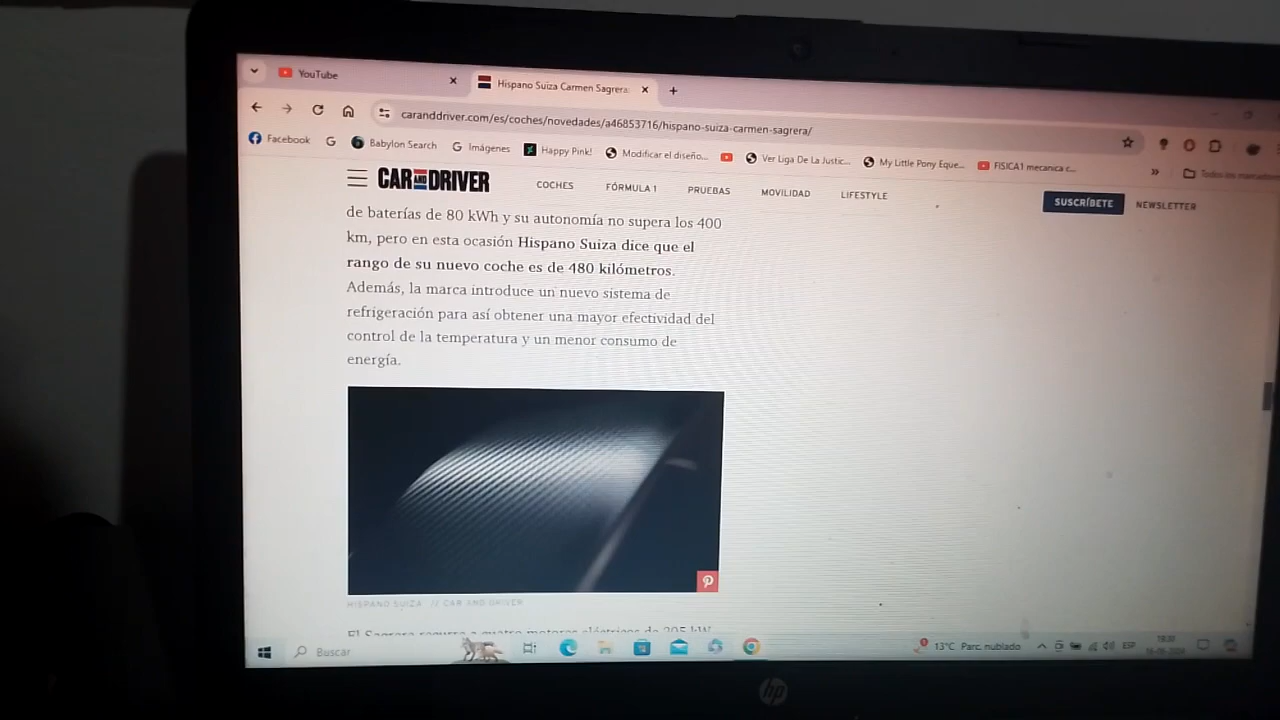 YouTube
Hispano Suiza Carmen Sagrera:
caranddriver.com/es/coches/novedades/a46853716/hispano-suiza-carmen-sagrera/
Facebook
Babylon Search
Imágenes
Happy Pink!
Modificar el diseño...
Ver Liga De La Justic...
My Little Pony Eque...
FISICA1 mecanica c...
»
CAR AND DRIVER
COCHES
FÓRMULA 1
PRUEBAS
MOVILIDAD
LIFESTYLE
SUSCRÍBETE
NEWSLETTER
de baterías de 80 kWh y su autonomía no supera los 400
km, pero en esta ocasión Hispano Suiza dice que el
rango de su nuevo coche es de 480 kilómetros.
Además, la marca introduce un nuevo sistema de
refrigeración para así obtener una mayor efectividad del
control de la temperatura y un menor consumo de
energía.
HISPANO SUIZA // CAR AND DRIVER
Buscar
13°C Parc. nublado
ESP
hp